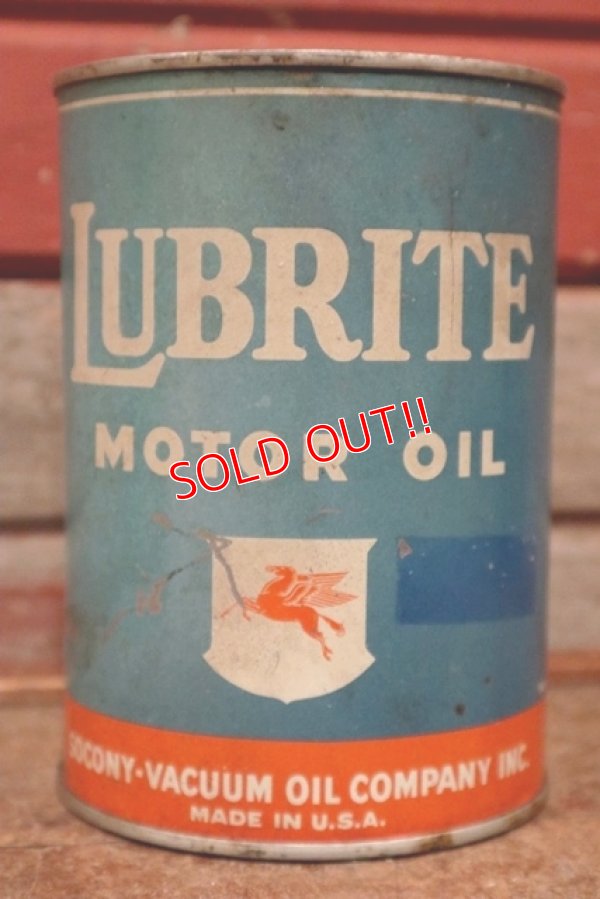 LUBRITE
MOTOR OIL
SOLD OUT!!
SOCONY-VACUUM OIL COMPANY INC.
MADE IN U.S.A.